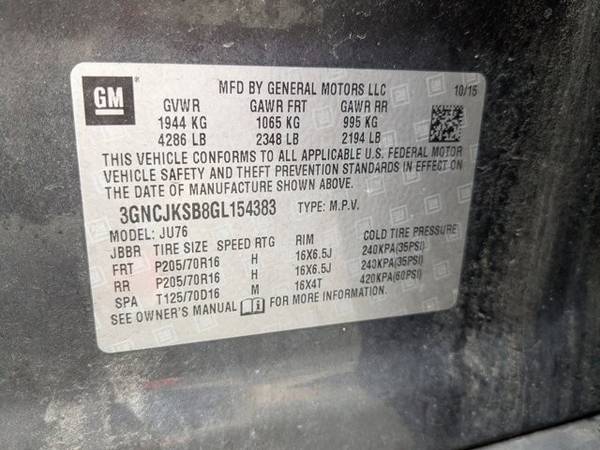 GM
MFD BY GENERAL MOTORS LLC 10/15
GVWR GAWR FRT GAWR RR
1944 KG 1065 KG 995 KG
4286 LB 2348 LB 2194 LB
THIS VEHICLE CONFORMS TO ALL APPLICABLE U.S. FEDERAL MOTOR
VEHICLE SAFETY AND THEFT PREVENTION STANDARDS IN EFFECT ON
THE DATE OF MANUFACTURE SHOWN ABOVE.
3GNCJKSB8GL154383 TYPE: M.P.V.
MODEL: JU76
JBBR TIRE SIZE SPEED RTG RIM COLD TIRE PRESSURE
FRT P205/70R16 H 16X6.5J 240KPA(35PSI)
RR P205/70R16 H 16X6.5J 240KPA(35PSI)
SPA T125/70D16 M 16X4T 420KPA(60PSI)
SEE OWNER'S MANUAL FOR MORE INFORMATION.